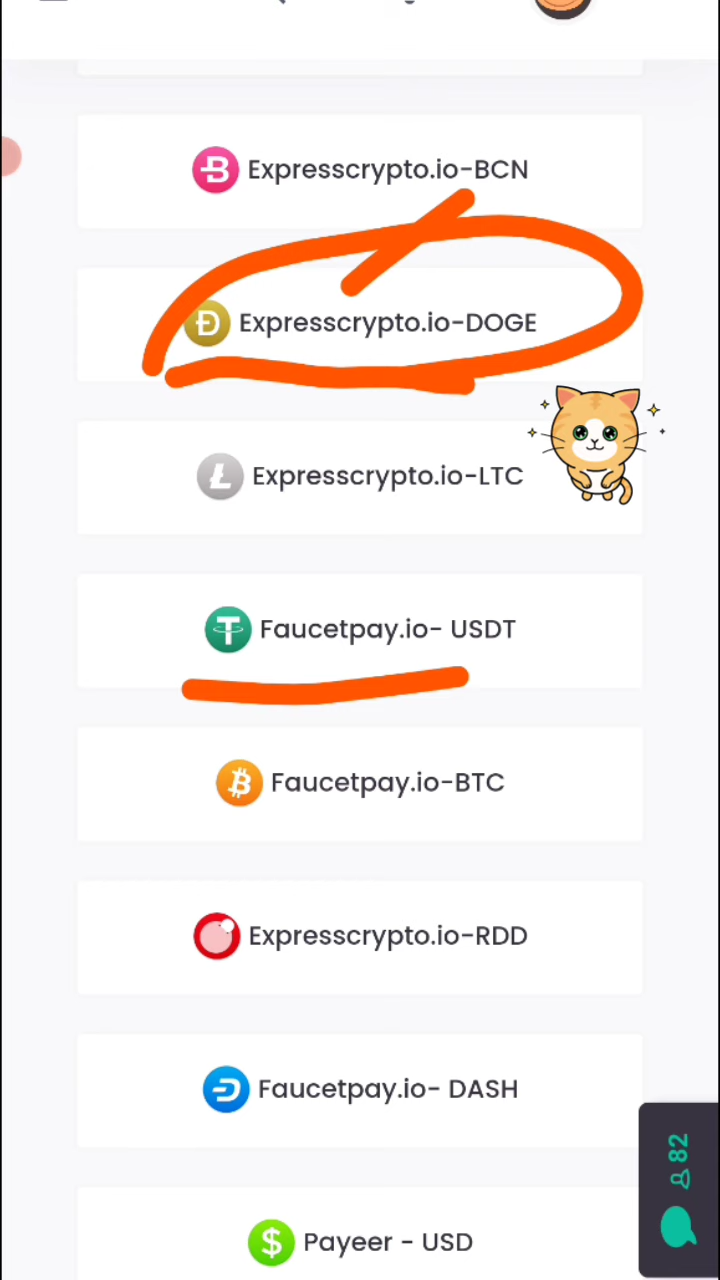 Expresscrypto.io-BCN
Expresscrypto.io-DOGE
Expresscrypto.io-LTC
Faucetpay.io- USDT
Faucetpay.io-BTC
Expresscrypto.io-RDD
Faucetpay.io- DASH
Payeer - USD
82